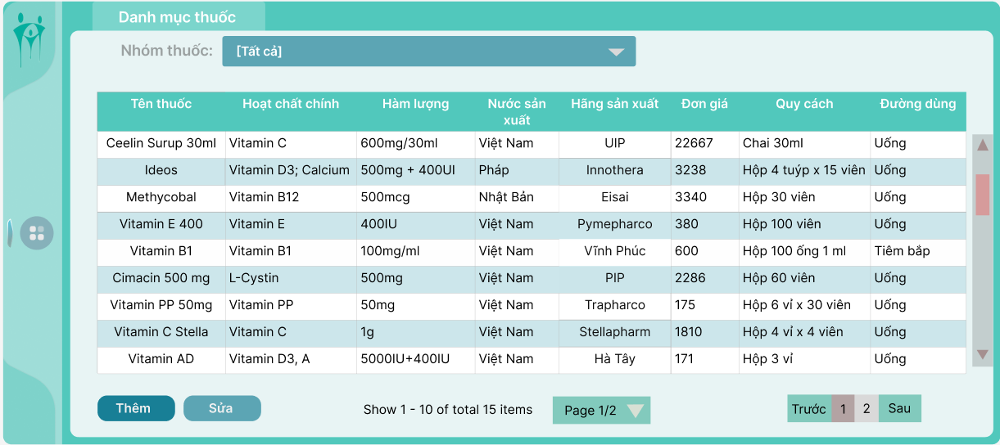 Danh mục thuốc
Nhóm thuốc: [Tất cả]
Tên thuốc Hoạt chất chính Hàm lượng Nước sản xuất Hãng sản xuất Đơn giá Quy cách Đường dùng
Ceelin Surup 30ml Vitamin C 600mg/30ml Việt Nam UIP 22667 Chai 30ml Uống
Ideos Vitamin D3; Calcium 500mg + 400UI Pháp Innothera 3238 Hộp 4 tuýp x 15 viên Uống
Methycobal Vitamin B12 500mcg Nhật Bản Eisai 3340 Hộp 30 viên Uống
Vitamin E 400 Vitamin E 400IU Việt Nam Pymepharco 380 Hộp 100 viên Uống
Vitamin B1 Vitamin B1 100mg/ml Việt Nam Vĩnh Phúc 600 Hộp 100 ống 1 ml Tiêm bắp
Cimacin 500 mg L-Cystin 500mg Việt Nam PIP 2286 Hộp 60 viên Uống
Vitamin PP 50mg Vitamin PP 50mg Việt Nam Trapharco 175 Hộp 6 vỉ x 30 viên Uống
Vitamin C Stella Vitamin C 1g Việt Nam Stellapharm 1810 Hộp 4 vỉ x 4 viên Uống
Vitamin AD Vitamin D3, A 5000IU+400IU Việt Nam Hà Tây 171 Hộp 3 vỉ Uống
Thêm Sửa Show 1 - 10 of total 15 items Page 1/2 Trước 1 2 Sau